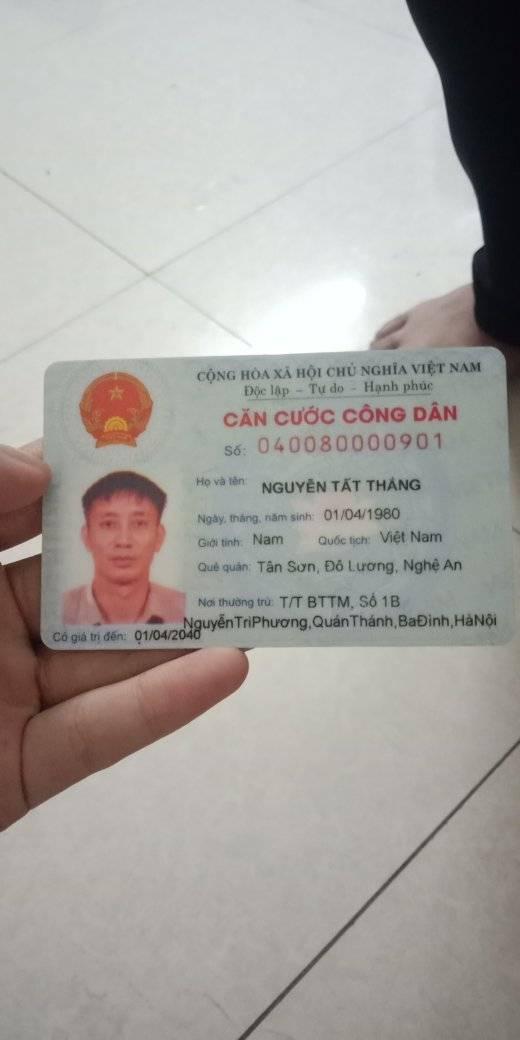 CỘNG HÒA XÃ HỘI CHỦ NGHĨA VIỆT NAM
Độc lập – Tự do – Hạnh phúc
CĂN CƯỚC CÔNG DÂN
Số: 040080000901
Họ và tên: NGUYỄN TẤT THẮNG
Ngày, tháng, năm sinh: 01/04/1980
Giới tính: Nam Quốc tịch: Việt Nam
Quê quán: Tân Sơn, Đô Lương, Nghệ An
Nơi thường trú: T/T BTTM, Số 1B
NguyễnTriPhương,QuánThánh,BaĐình,HàNội
Có giá trị đến: 01/04/2040